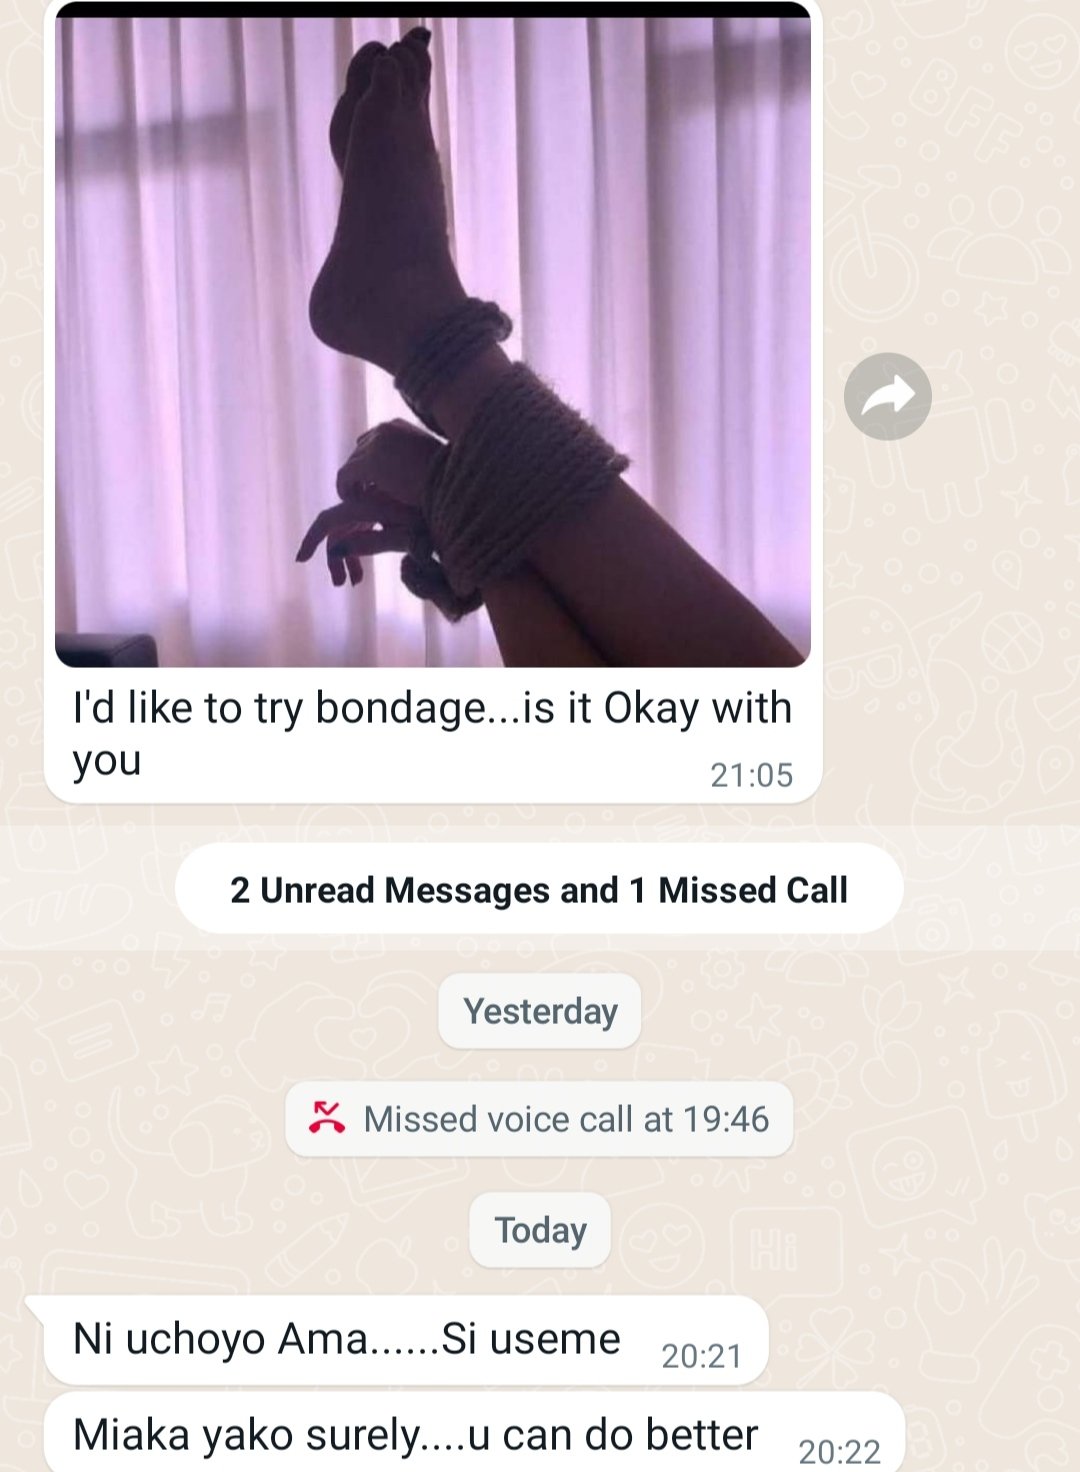 I'd like to try bondage...is it Okay with
you
21:05
2 Unread Messages and 1 Missed Call
Yesterday
Missed voice call at 19:46
Today
Ni uchoyo Ama......Si useme
20:21
Miaka yako surely....u can do better
20:22